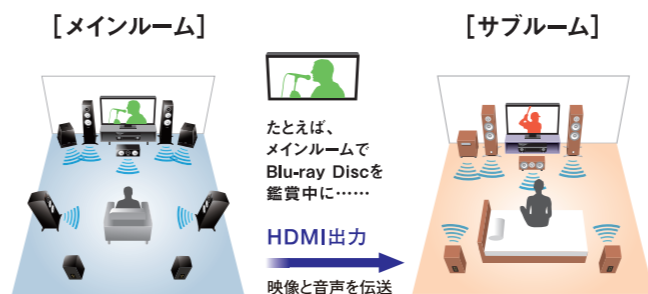 ［メインルーム］
［サブルーム］
たとえば、
メインルームで
Blu-ray Discを
鑑賞中に……
HDMI出力
映像と音声を伝送